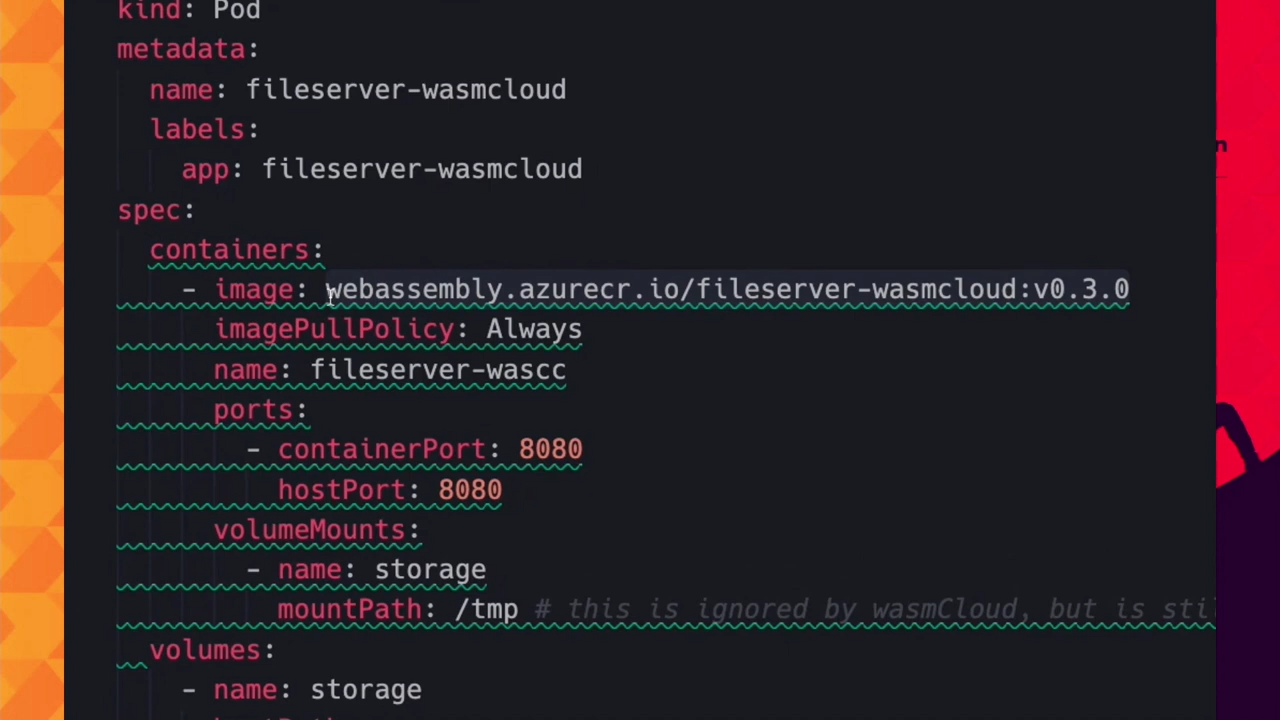 kind: Pod
metadata:
name: fileserver-wasmcloud
labels:
app: fileserver-wasmcloud
spec:
containers:
- image: webassembly.azurecr.io/fileserver-wasmcloud:v0.3.0
imagePullPolicy: Always
name: fileserver-wascc
ports:
- containerPort: 8080
hostPort: 8080
volumeMounts:
- name: storage
mountPath: /tmp # this is ignored by wasmCloud, but is
volumes:
- name: storage